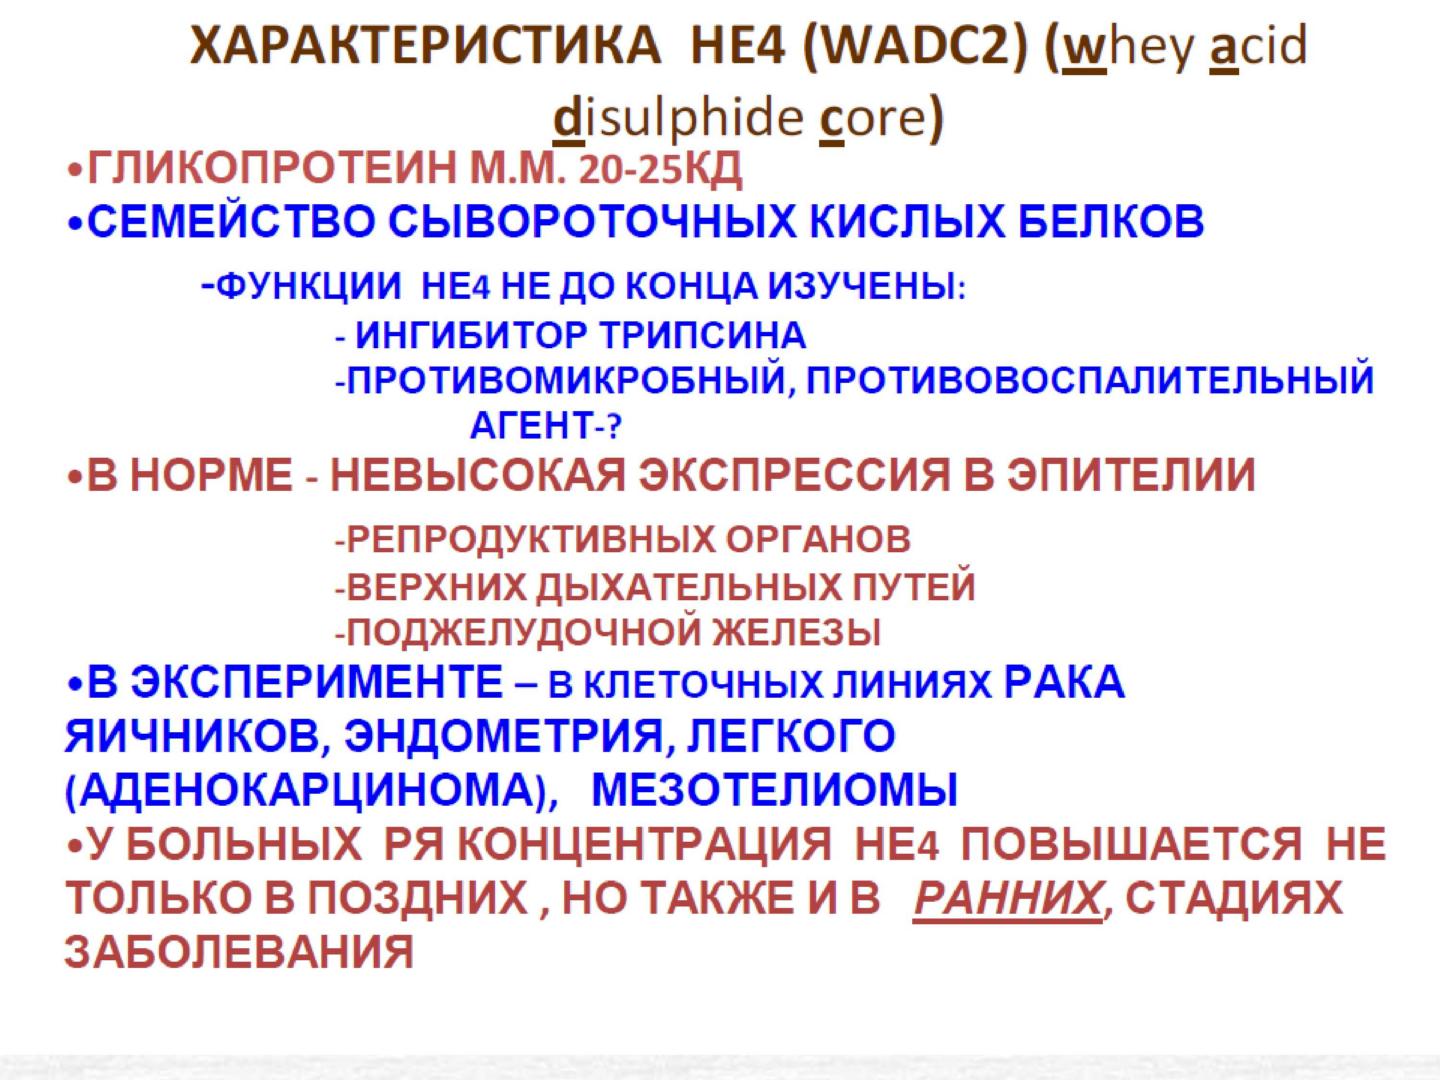 ХАРАКТЕРИСТИКА НЕ4 (WADC2) (whey acid
disulphide core)
•ГЛИКОПРОТЕИН М.М. 20-25КД
•СЕМЕЙСТВО СЫВОРОТОЧНЫХ КИСЛЫХ БЕЛКОВ
-ФУНКЦИИ НЕ4 НЕ ДО КОНЦА ИЗУЧЕНЫ:
- ИНГИБИТОР ТРИПСИНА
-ПРОТИВОМИКРОБНЫЙ, ПРОТИВОВОСПАЛИТЕЛЬНЫЙ
АГЕНТ-?
•В НОРМЕ - НЕВЫСОКАЯ ЭКСПРЕССИЯ В ЭПИТЕЛИИ
-РЕПРОДУКТИВНЫХ ОРГАНОВ
-ВЕРХНИХ ДЫХАТЕЛЬНЫХ ПУТЕЙ
-ПОДЖЕЛУДОЧНОЙ ЖЕЛЕЗЫ
•В ЭКСПЕРИМЕНТЕ – В КЛЕТОЧНЫХ ЛИНИЯХ РАКА
ЯИЧНИКОВ, ЭНДОМЕТРИЯ, ЛЕГКОГО
(АДЕНОКАРЦИНОМА), МЕЗОТЕЛИОМЫ
•У БОЛЬНЫХ РЯ КОНЦЕНТРАЦИЯ НЕ4 ПОВЫШАЕТСЯ НЕ
ТОЛЬКО В ПОЗДНИХ , НО ТАКЖЕ И В РАННИХ, СТАДИЯХ
ЗАБОЛЕВАНИЯ